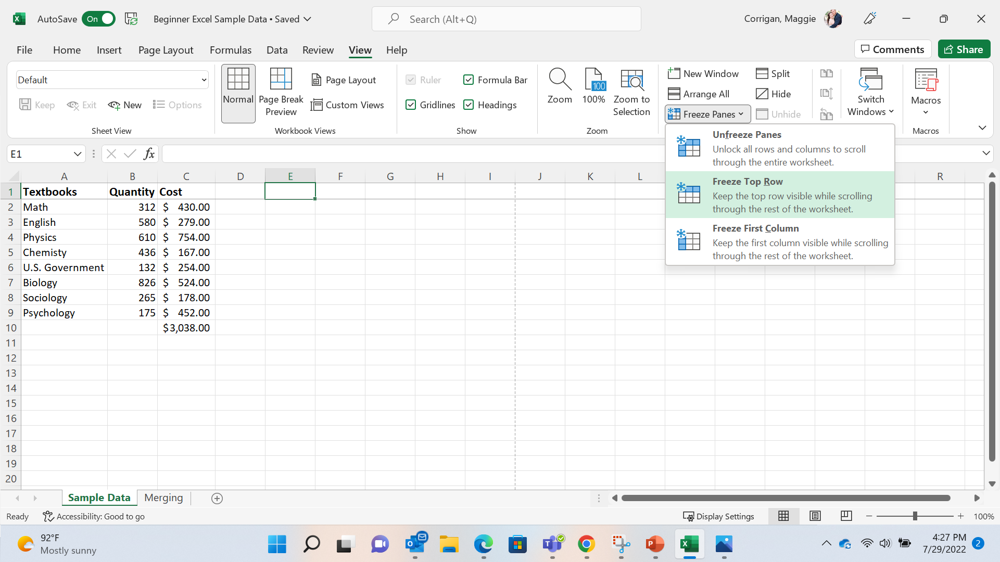 AutoSave On Beginner Excel Sample Data • Saved Search (Alt+Q) Corrigan, Maggie
File Home Insert Page Layout Formulas Data Review View Help Comments Share
Default
Keep Exit New Options
Sheet View
Normal
Page Break
Preview
Page Layout
Custom Views
Workbook Views
Ruler Formula Bar
Gridlines Headings
Show
Zoom
100
100%
Zoom to
Selection
Zoom
New Window
Arrange All
Freeze Panes
Split
Hide
Unhide
Switch
Windows
Macros
Macros
Unfreeze Panes
Unlock all rows and columns to scroll
through the entire worksheet.
Freeze Top Row
Keep the top row visible while scrolling
through the rest of the worksheet.
Freeze First Column
Keep the first column visible while scrolling
through the rest of the worksheet.
E1 fx
A B C D E F G H I J K L R
1 Textbooks Quantity Cost
2 Math 312 $ 430.00
3 English 580 $ 279.00
4 Physics 610 $ 754.00
5 Chemisty 436 $ 167.00
6 U.S. Government 132 $ 254.00
7 Biology 826 $ 524.00
8 Sociology 265 $ 178.00
9 Psychology 175 $ 452.00
10 $3,038.00
11
12
13
14
15
16
17
18
19
20
Sample Data Merging
Ready Accessibility: Good to go Display Settings 100%
92°F
Mostly sunny
4:27 PM
7/29/2022
2